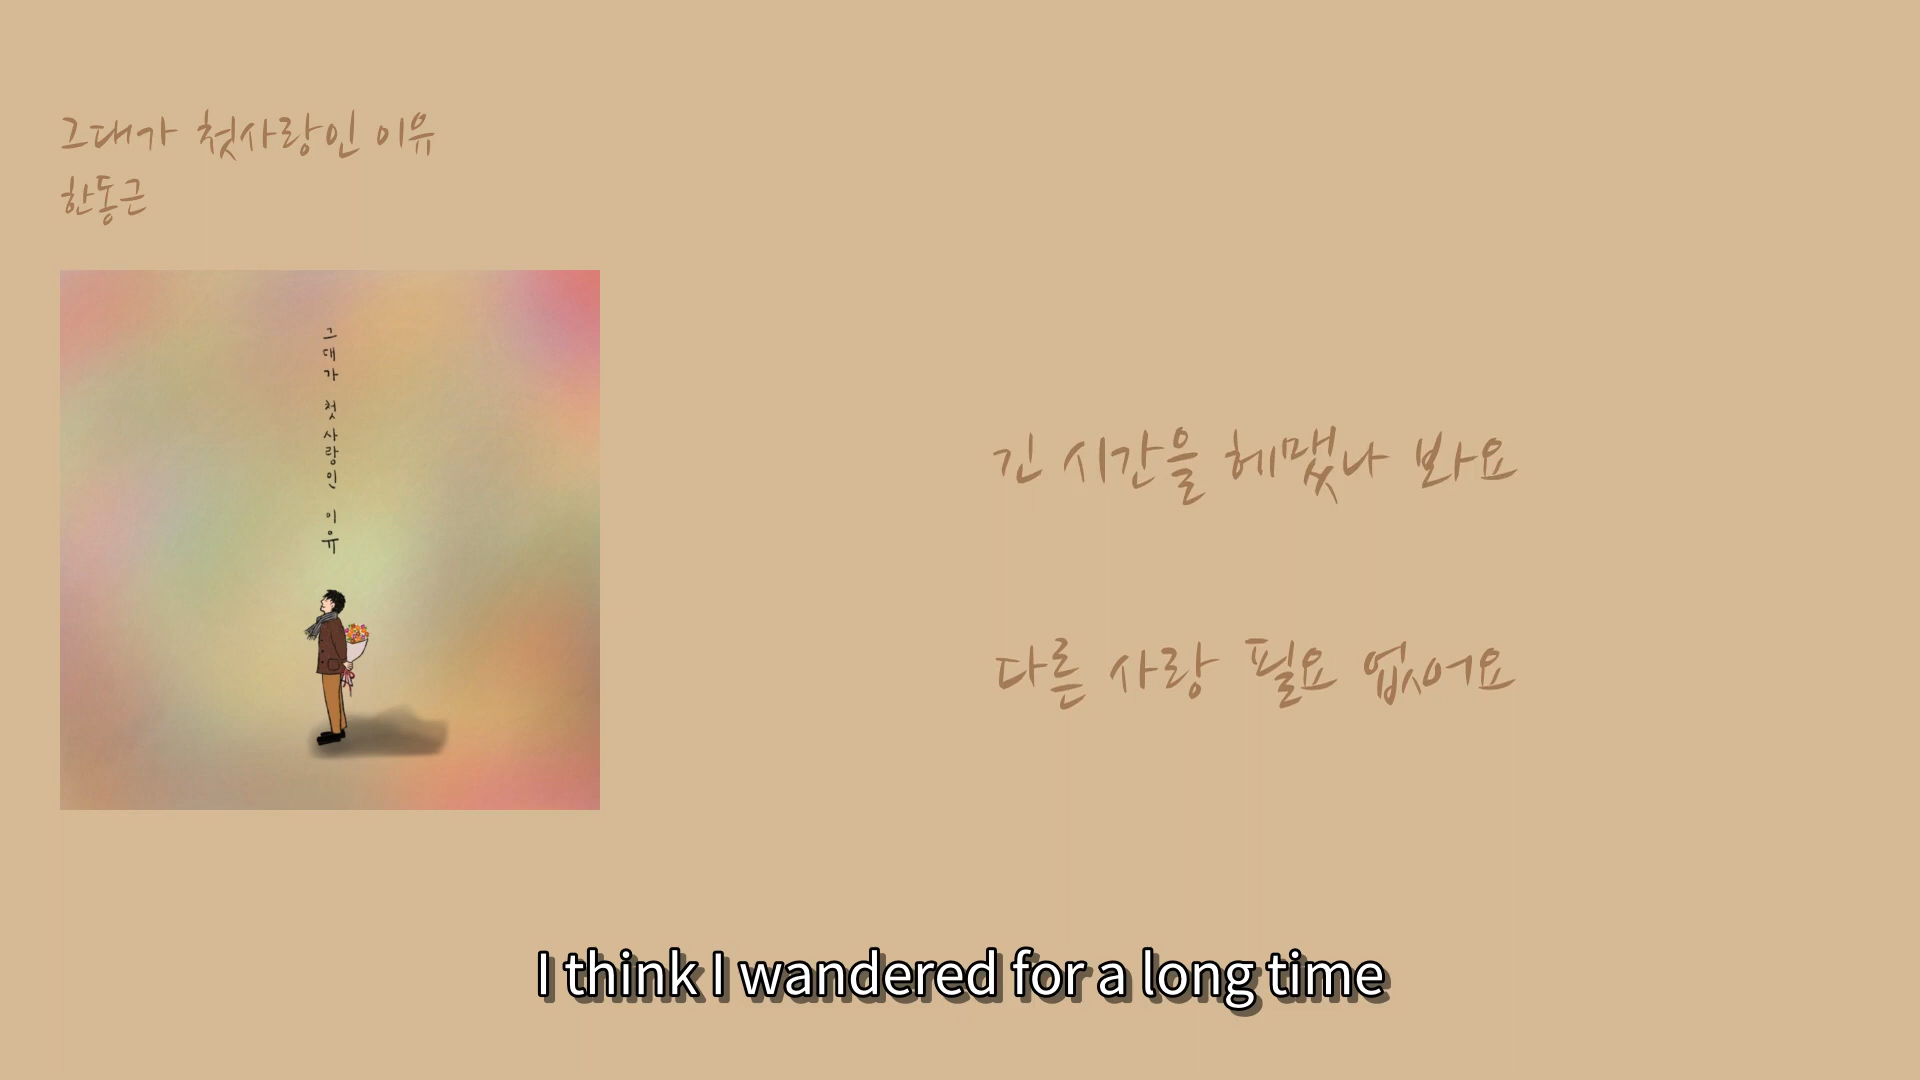 그대가 첫사랑인 이유
한동근
그대가 첫사랑인 이유
긴 시간을 헤맸나 봐요
다른 사랑 필요 없어요
I think I wandered for a long time